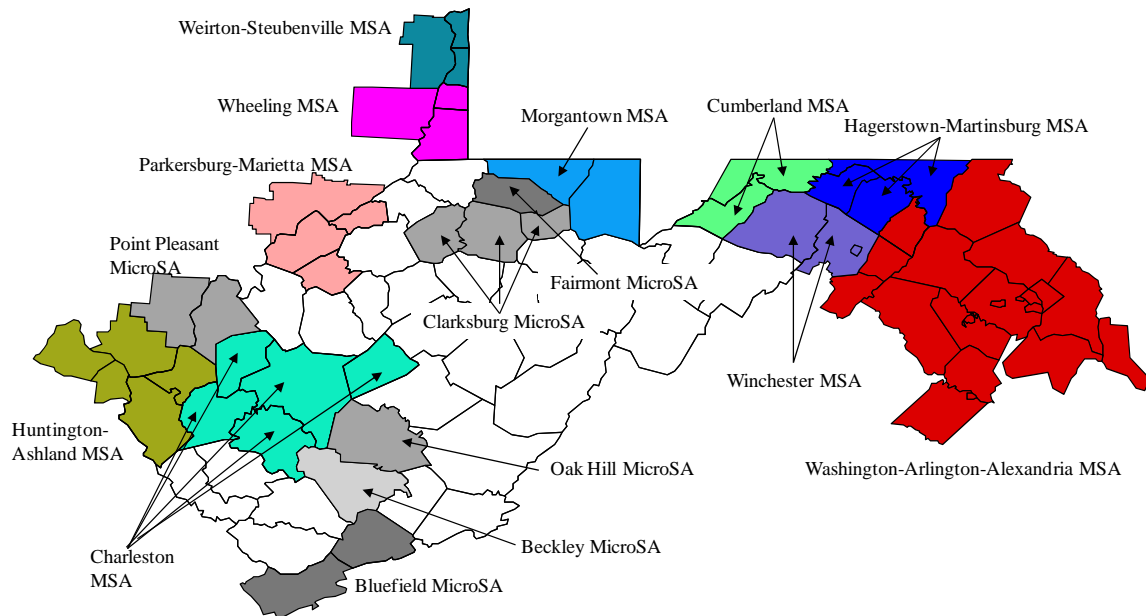 Weirton-Steubenville MSA
Wheeling MSA
Morgantown MSA
Cumberland MSA
Hagerstown-Martinsburg MSA
Parkersburg-Marietta MSA
Point Pleasant
MicroSA
Fairmont MicroSA
Clarksburg MicroSA
Winchester MSA
Huntington-
Ashland MSA
Oak Hill MicroSA
Washington-Arlington-Alexandria MSA
Beckley MicroSA
Charleston
MSA
Bluefield MicroSA